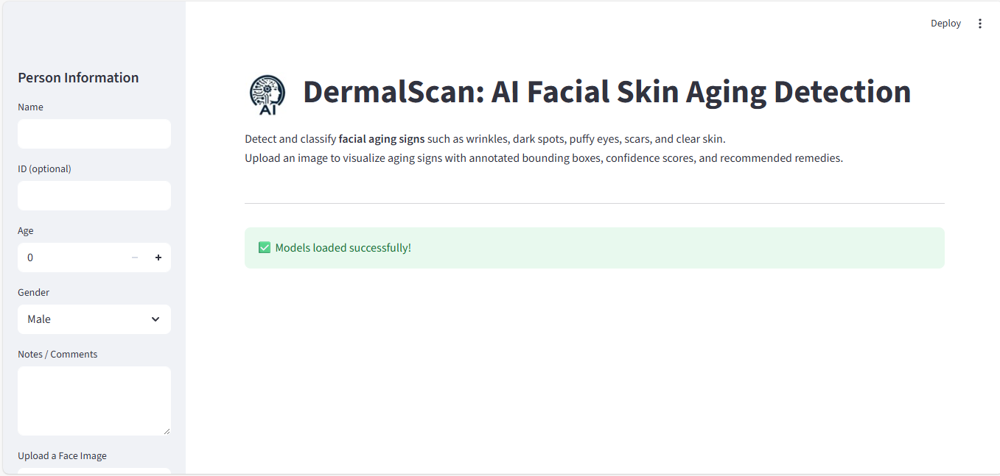 Deploy
Person Information
Name
ID (optional)
Age
0
Gender
Male
Notes / Comments
Upload a Face Image
AI
DermalScan: AI Facial Skin Aging Detection
Detect and classify facial aging signs such as wrinkles, dark spots, puffy eyes, scars, and clear skin.
Upload an image to visualize aging signs with annotated bounding boxes, confidence scores, and recommended remedies.
✅ Models loaded successfully!